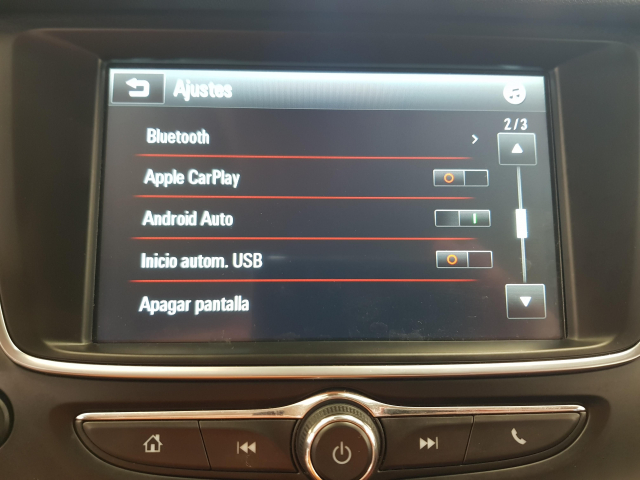 Ajustes
2/3
Bluetooth
Apple CarPlay
Android Auto
Inicio autom. USB
Apagar pantalla